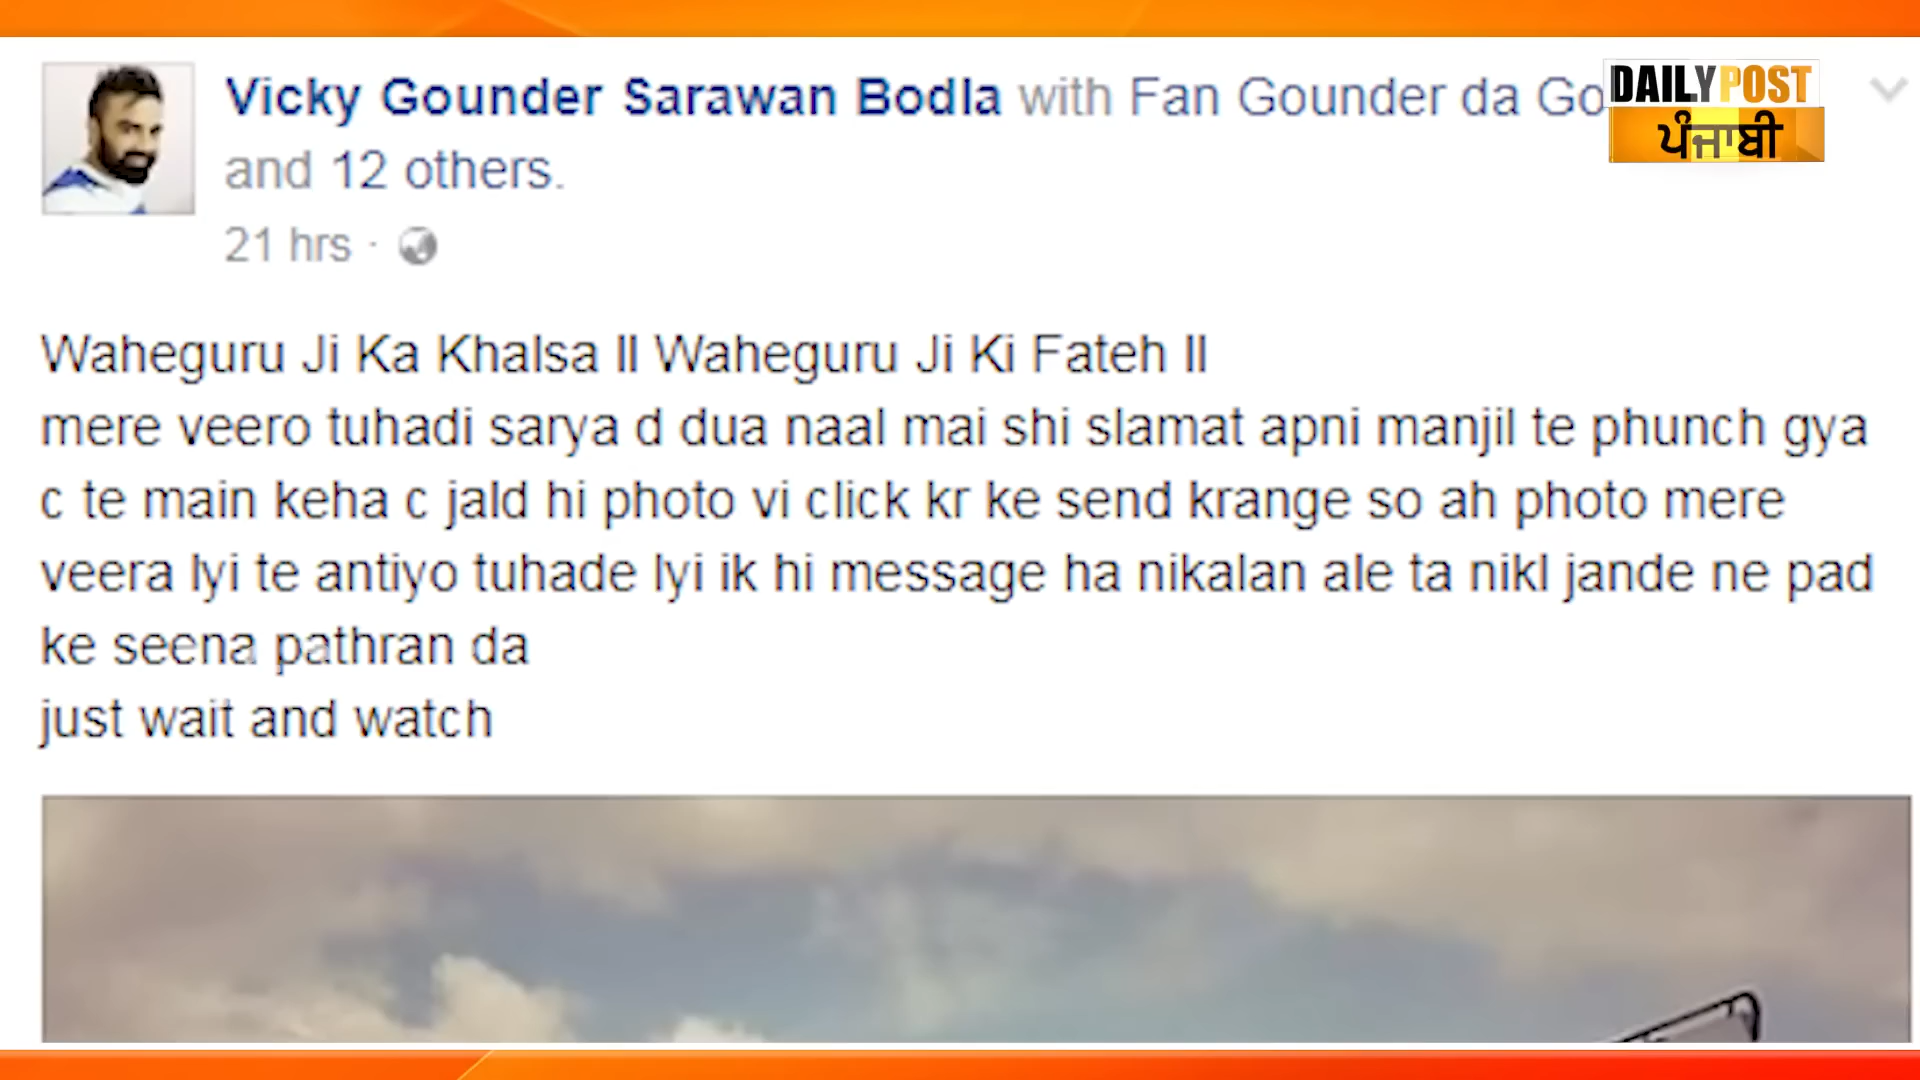 Vicky Gounder Sarawan Bodla with Fan Gounder da Go
and 12 others.
21 hrs ·
DAILYPOST
ਪੰਜਾਬੀ
Waheguru Ji Ka Khalsa II Waheguru Ji Ki Fateh II
mere veero tuhadi sarya d dua naal mai shi slamat apni manjil te phunch gya
c te main keha c jald hi photo vi click kr ke send krange so ah photo mere
veera lyi te antiyo tuhade lyi ik hi message ha nikalan ale ta nikl jande ne pad
ke seena pathran da
just wait and watch